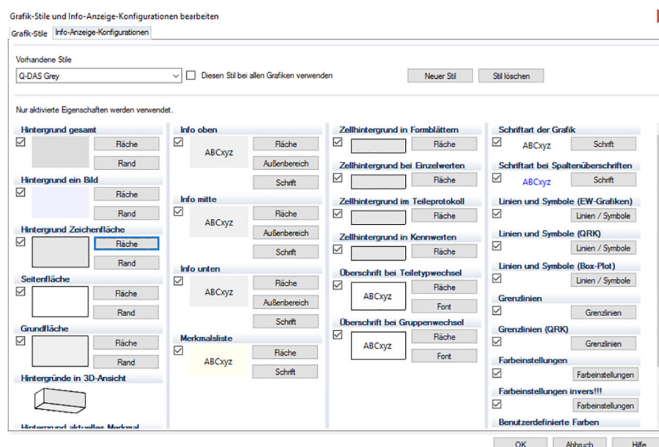 Grafik-Stile und Info-Anzeige-Konfigurationen bearbeiten
Grafik-Stile Info-Anzeige-Konfigurationen
Vorhandene Stile
Q-DAS Grey
Diesen Stil bei allen Grafiken verwenden
Neuer Stil
Stil löschen
Nur aktivierte Eigenschaften werden verwendet.
Hintergrund gesamt
Fläche
Rand
Hintergrund ein Bild
Fläche
Rand
Hintergrund Zeichenfläche
Fläche
Rand
Seitenfläche
Fläche
Rand
Grundfläche
Fläche
Rand
Hintergründe in 3D-Ansicht
Hintergrund aktuelles Merkmal
Info oben
ABCxyz
Fläche
Außenbereich
Schrift
Info mitte
ABCxyz
Fläche
Außenbereich
Schrift
Info unten
ABCxyz
Fläche
Außenbereich
Schrift
Merkmalsliste
ABCxyz
Fläche
Schrift
Zellhintergrund in Formblättern
Fläche
Zellhintergrund bei Einzelwerten
Fläche
Zellhintergrund im Teileprotokoll
Fläche
Zellhintergrund in Kennwerten
Fläche
Überschrift bei Teiletypwechsel
ABCxyz
Fläche
Font
Überschrift bei Gruppenwechsel
ABCxyz
Fläche
Font
Schriftart der Grafik
ABCxyz
Schrift
Schriftart bei Spaltenüberschriften
ABCxyz
Schrift
Linien und Symbole (EW-Grafiken)
Linien / Symbole
Linien und Symbole (QRK)
Linien / Symbole
Linien und Symbole (Box-Plot)
Linien / Symbole
Grenzlinien
Grenzlinien
Grenzlinien (QRK)
Grenzlinien
Farbeinstellungen
Farbeinstellungen
Farbeinstellungen invers!!!
Farbeinstellungen
Benutzerdefinierte Farben
OK
Abbruch
Hilfe